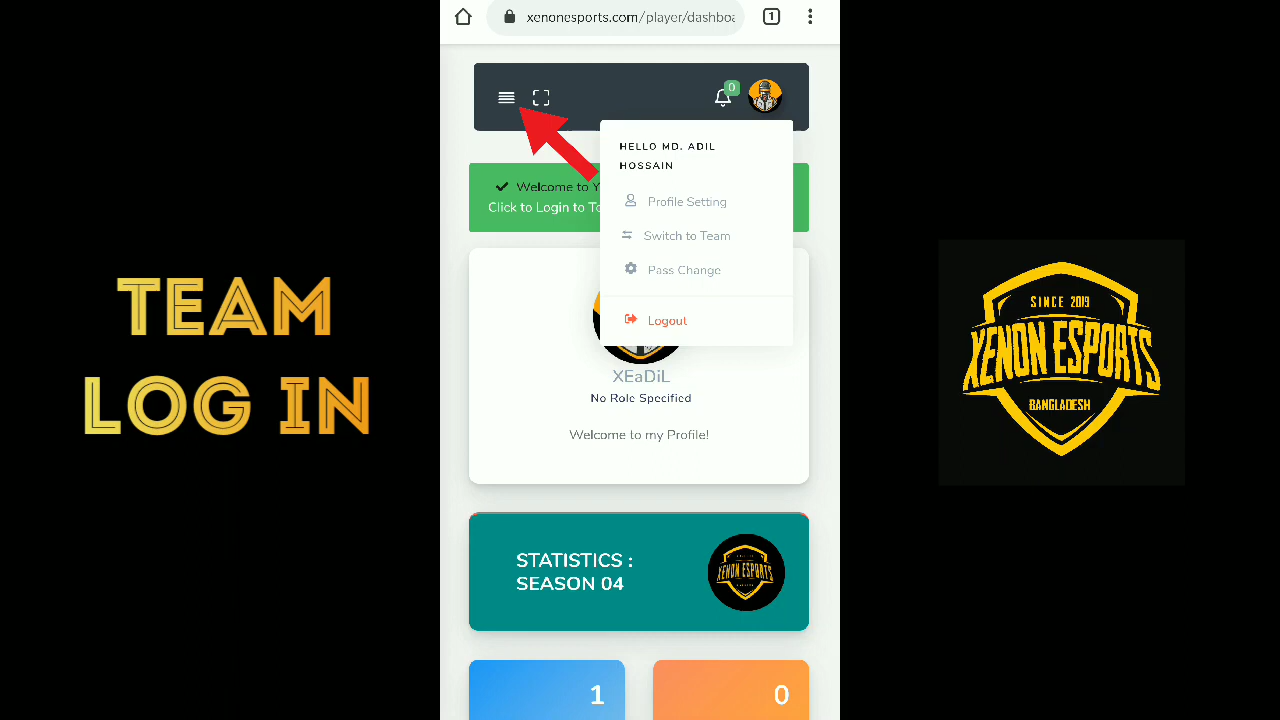 xenonesports.com/player/dashboa
1
0
HELLO MD. ADIL
HOSSAIN
Welcome to Y
Click to Login to To
Profile Setting
Switch to Team
Pass Change
Logout
XEaDiL
No Role Specified
Welcome to my Profile!
STATISTICS :
SEASON 04
XENON ESPORTS
1
0
TEAM
LOG IN
SINCE 2019
XENON ESPORTS
BANGLADESH